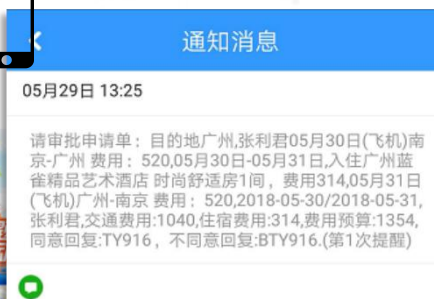 通知消息
05月29日 13:25
请审批申请单：目的地广州,张利君05月30日(飞机)南
京-广州 费用：520,05月30日-05月31日,入住广州蓝
雀精品艺术酒店 时尚舒适房1间，费用314,05月31日
(飞机)广州-南京 费用：520,2018-05-30/2018-05-31,
张利君,交通费用:1040,住宿费用:314,费用预算:1354,
同意回复:TY916，不同意回复:BTY916.(第1次提醒)